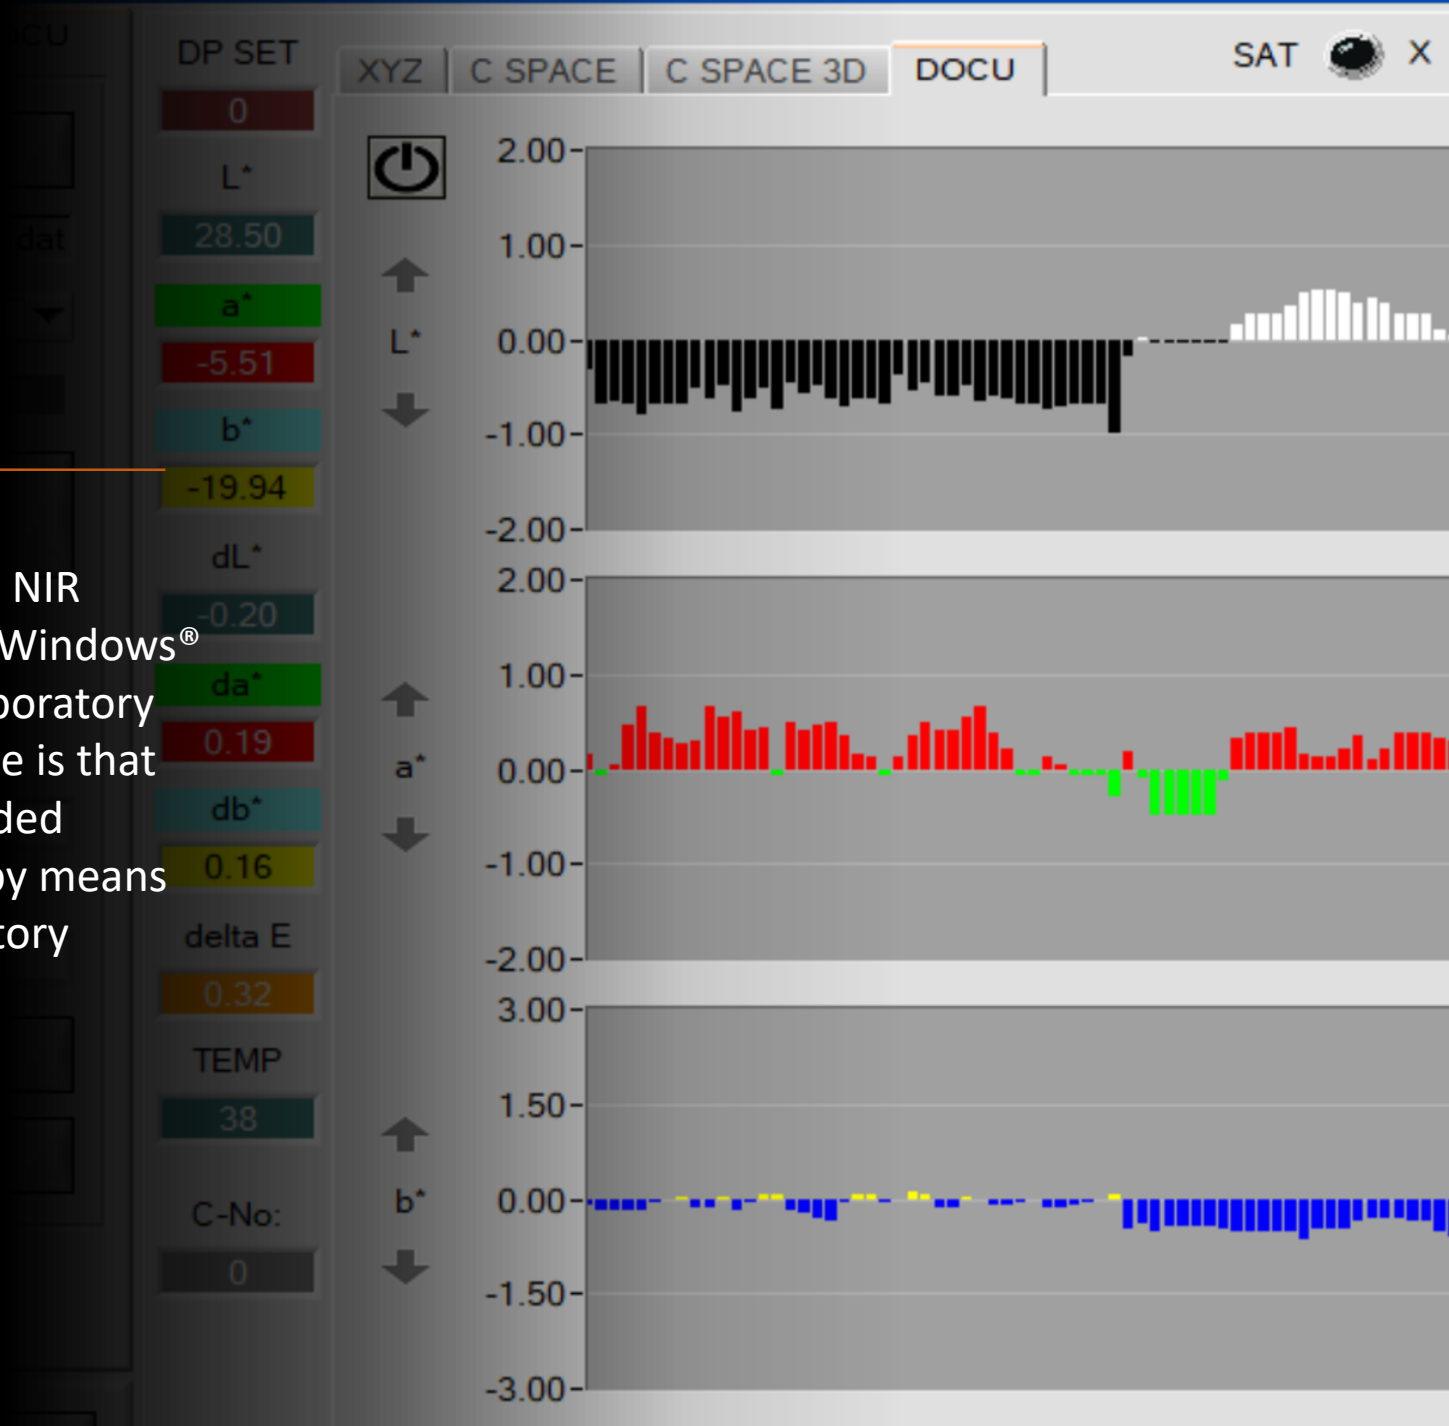 OCU
DP SET
0
L*
28.50
dat
a*
-5.51
b*
-19.94
dL*
-0.20
da*
0.19
db*
0.16
delta E
0.32
TEMP
38
C-No:
0
NIR
Windows®
boratory
e is that
ded
by means
tory
XYZ
C SPACE
C SPACE 3D
DOCU
SAT
X
L*
2.00
1.00
0.00
-1.00
-2.00
a*
2.00
1.00
0.00
-1.00
-2.00
b*
3.00
1.50
0.00
-1.50
-3.00